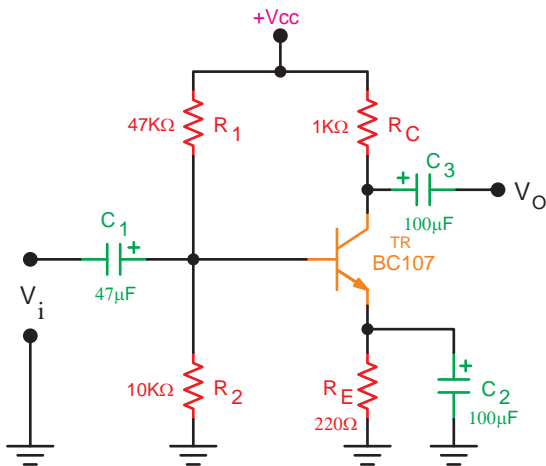 +Vcc
47KΩ R1
1KΩ RC
C3
+
100µF
VO
TR
BC107
C1
+
47µF
Vi
10KΩ R2
RE
220Ω
+
C2
100µF